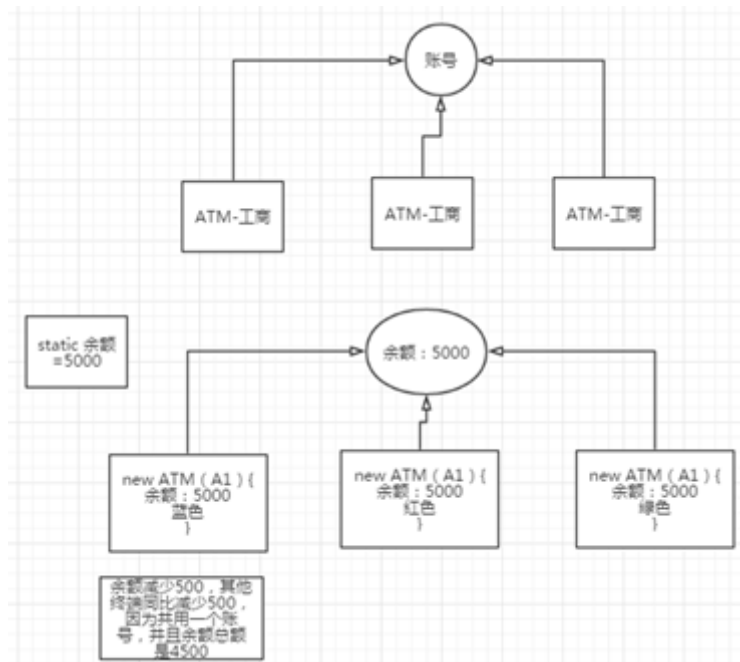 账号
ATM-工商
ATM-工商
ATM-工商
static 余额
=5000
余额：5000
new ATM（A1）{
余额：5000
蓝色
}
new ATM（A1）{
余额：5000
红色
}
new ATM（A1）{
余额：5000
绿色
}
余额减少500，其他
终端同比减少500，
因为共用一个账
号，并且余额总额
是4500